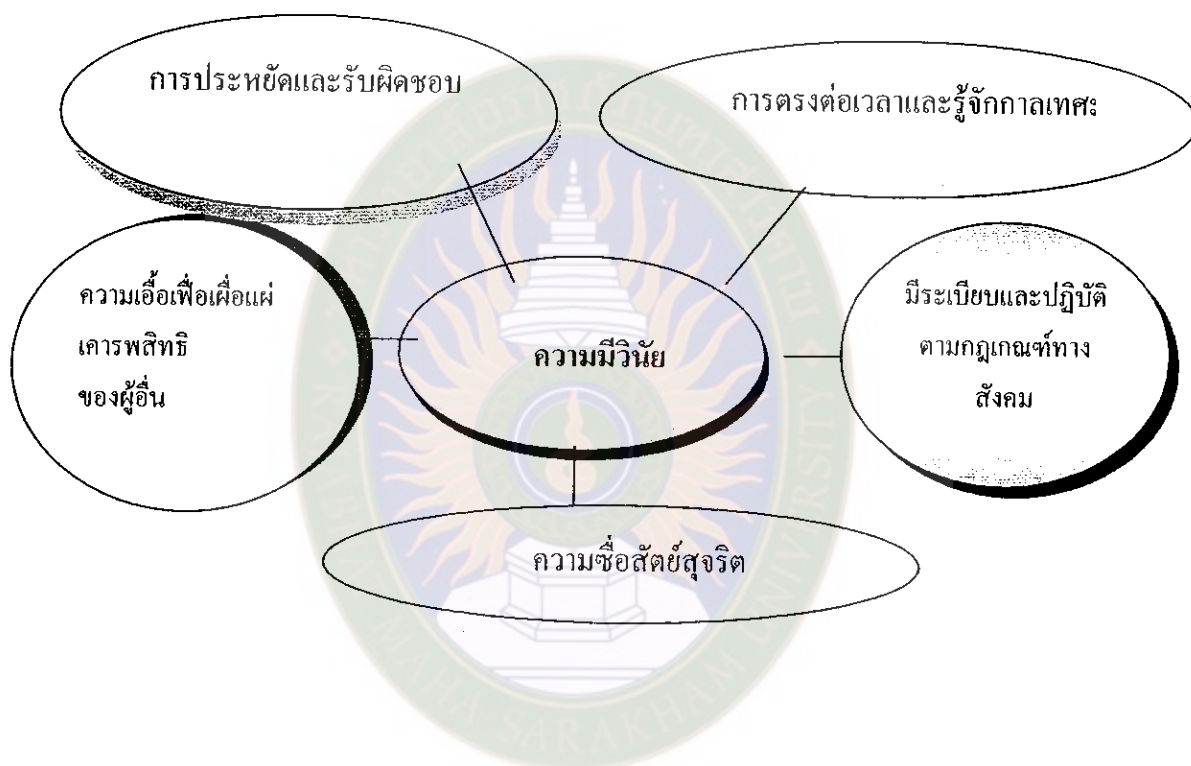 การประหยัดและรับผิดชอบ
การตรงต่อเวลาและรู้จักกาลเทศะ
ความเอื้อเฟื่อเผื่อแผ่
เคารพสิทธิ
ของผู้อื่น
ความมีวินัย
มีระเบียบและปฏิบัติ
ตามกฎเกณฑ์ทาง
สังคม
ความซื่อสัตย์สุจริต
MAHA SARAKHAM UNIVERSITY